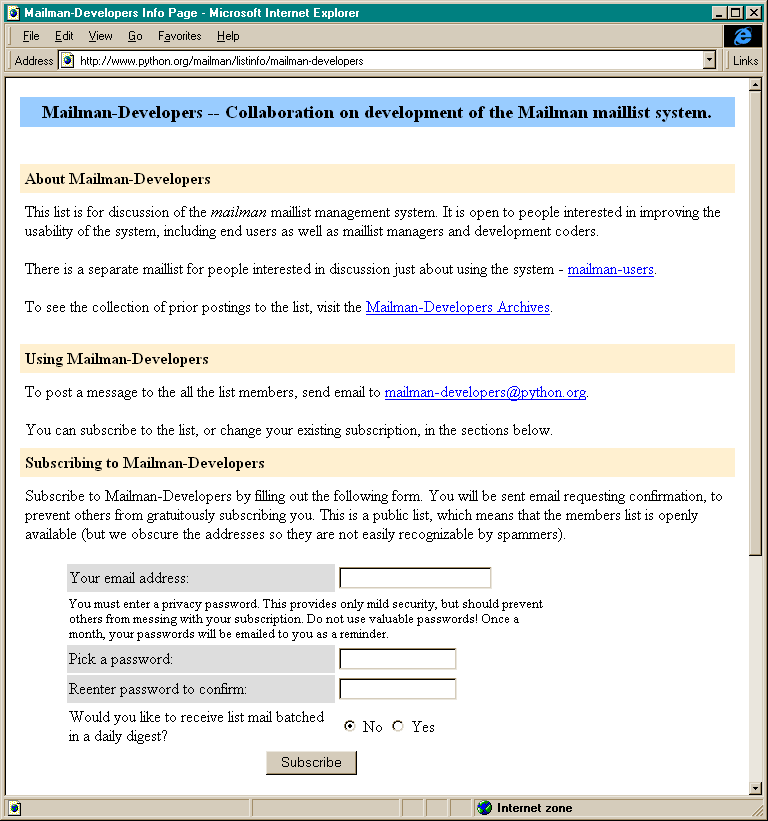 Mailman-Developers Info Page - Microsoft Internet Explorer
File Edit View Go Favorites Help
Address http://www.python.org/mailman/listinfo/mailman-developers Links
Mailman-Developers -- Collaboration on development of the Mailman maillist system.
About Mailman-Developers
This list is for discussion of the mailman maillist management system. It is open to people interested in improving the
usability of the system, including end users as well as maillist managers and development coders.
There is a separate maillist for people interested in discussion just about using the system - mailman-users.
To see the collection of prior postings to the list, visit the Mailman-Developers Archives.
Using Mailman-Developers
To post a message to the all the list members, send email to mailman-developers@python.org.
You can subscribe to the list, or change your existing subscription, in the sections below.
Subscribing to Mailman-Developers
Subscribe to Mailman-Developers by filling out the following form. You will be sent email requesting confirmation, to
prevent others from gratuitously subscribing you. This is a public list, which means that the members list is openly
available (but we obscure the addresses so they are not easily recognizable by spammers).
Your email address:
You must enter a privacy password. This provides only mild security, but should prevent
others from messing with your subscription. Do not use valuable passwords! Once a
month, your passwords will be emailed to you as a reminder.
Pick a password:
Reenter password to confirm:
Would you like to receive list mail batched
in a daily digest?
No Yes
Subscribe
Internet zone